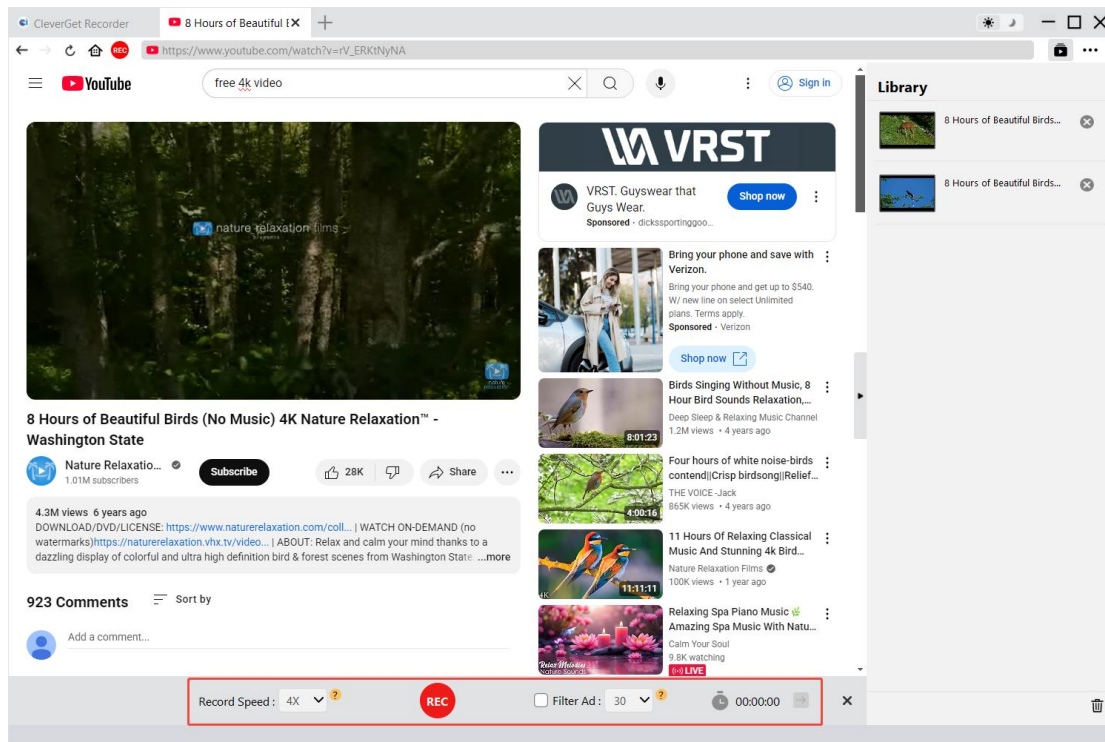 CleverGet Recorder
8 Hours of Beautiful E
REC
https://www.youtube.com/watch?v=rV_ERKtNyNA
YouTube
free 4k video
Sign in
nature relaxation films
nature relaxation
8 Hours of Beautiful Birds (No Music) 4K Nature Relaxation™ -
Washington State
Nature Relaxatio...
1.01M subscribers
Subscribe
28K
Share
4.3M views 6 years ago
DOWNLOAD/DVD/LICENSE: https://www.naturerelaxation.com/coll... | WATCH ON-DEMAND (no
watermarks)https://naturerelaxation.vhx.tv/video... | ABOUT: Relax and calm your mind thanks to a
dazzling display of colorful and ultra high definition bird & forest scenes from Washington State ...more
923 Comments
Sort by
Add a comment...
VRST
VRST. Guyswear that
Guys Wear.
Sponsored · dickssportinggoo...
Shop now
Bring your phone and save with
Verizon.
Bring your phone and get up to $540.
W/ new line on select Unlimited
plans. Terms apply.
Sponsored · Verizon
Shop now
Birds Singing Without Music, 8
Hour Bird Sounds Relaxation,...
Deep Sleep & Relaxing Music Channel
1.2M views • 4 years ago
8:01:23
Four hours of white noise-birds
contend||Crisp birdsong||Relief...
THE VOICE -Jack
865K views • 4 years ago
4:00:16
11 Hours Of Relaxing Classical
Music And Stunning 4k Bird...
Nature Relaxation Films
100K views • 1 year ago
4K
11:11:11
Relaxing Spa Piano Music
Amazing Spa Music With Natu...
Calm Your Soul
9.8K watching
LIVE
Relax Melodies
Nature Sounds
Library
8 Hours of Beautiful Birds...
8 Hours of Beautiful Birds...
Record Speed : 4X ?
REC
Filter Ad : 30 ?
00:00:00